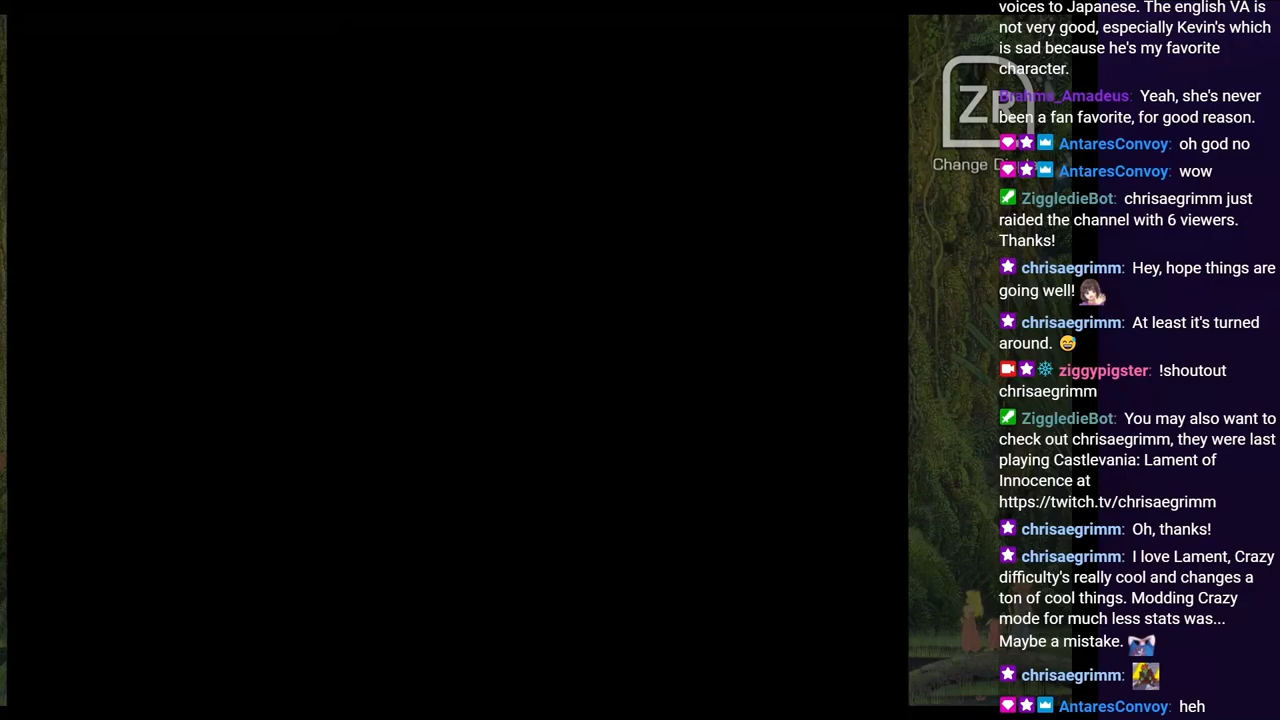 voices to Japanese. The english VA is
not very good, especially Kevin's which
is sad because he's my favorite
character.
Brahms_Amadeus: Yeah, she's never
been a fan favorite, for good reason.
AntaresConvoy: oh god no
AntaresConvoy: wow
ZiggledieBot: chrisaegrimm just
raided the channel with 6 viewers.
Thanks!
chrisaegrimm: Hey, hope things are
going well!
chrisaegrimm: At least it's turned
around.
ziggypigster: !shoutout
chrisaegrimm
ZiggledieBot: You may also want to
check out chrisaegrimm, they were last
playing Castlevania: Lament of
Innocence at
https://twitch.tv/chrisaegrimm
chrisaegrimm: Oh, thanks!
chrisaegrimm: I love Lament, Crazy
difficulty's really cool and changes a
ton of cool things. Modding Crazy
mode for much less stats was...
Maybe a mistake.
chrisaegrimm:
AntaresConvoy: heh
ZR
Change